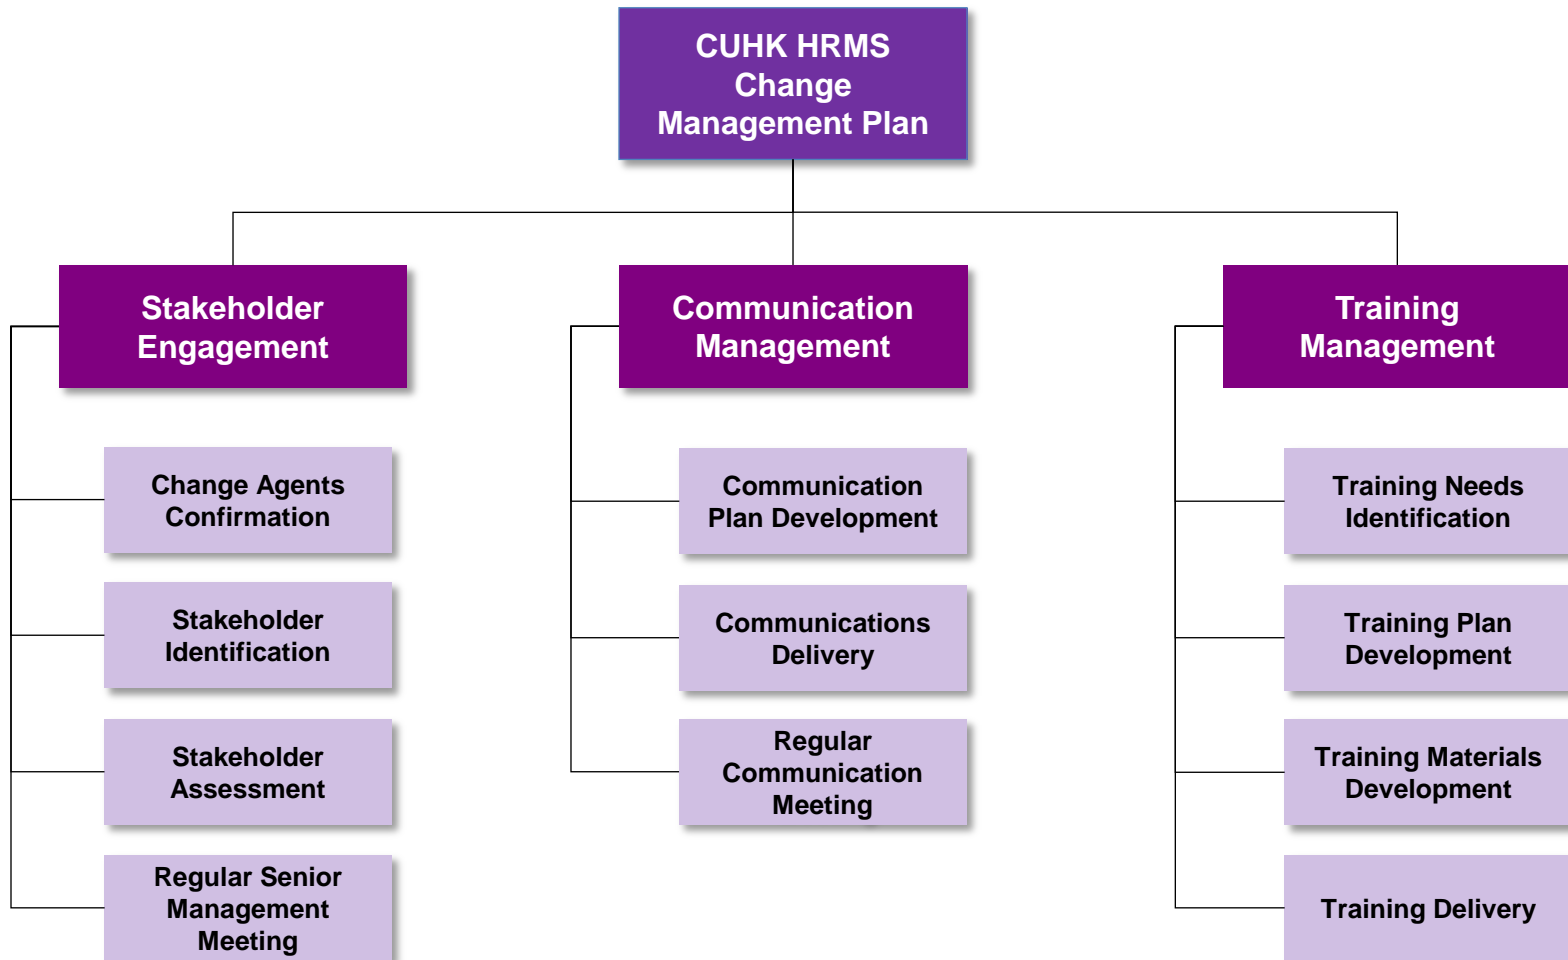 CUHK HRMS
Change
Management Plan
Stakeholder
Engagement
Change Agents
Confirmation
Stakeholder
Identification
Stakeholder
Assessment
Regular Senior
Management
Meeting
Communication
Management
Communication
Plan Development
Communications
Delivery
Regular
Communication
Meeting
Training
Management
Training Needs
Identification
Training Plan
Development
Training Materials
Development
Training Delivery